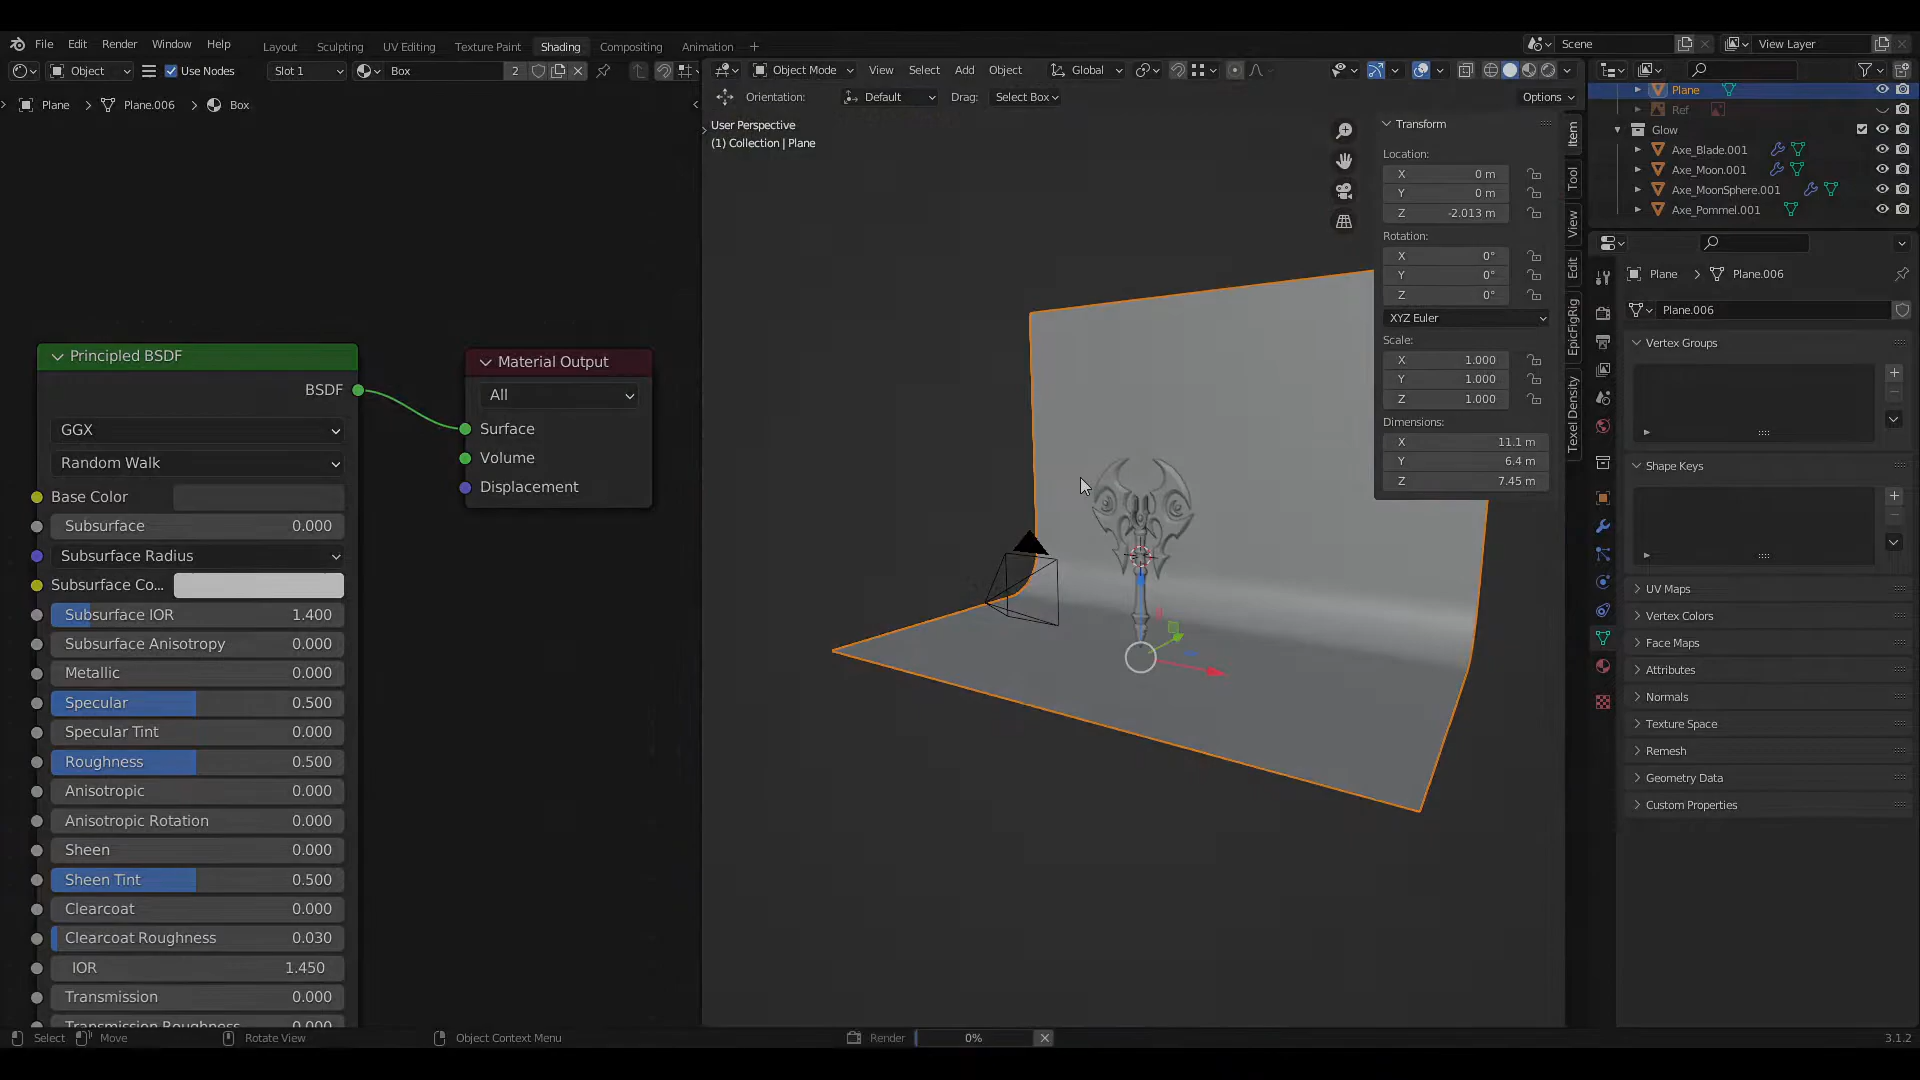 File Edit Render Window Help
Layout Sculpting UV Editing Texture Paint Shading Compositing Animation +
Scene
View Layer
Object Use Nodes Slot 1 Box 2
Object Mode View Select Add Object Global
Orientation: Default Drag: Select Box Options
Plane > Plane.006 > Box
User Perspective
(1) Collection | Plane
Principled BSDF
BSDF
GGX
Random Walk
Base Color
Subsurface 0.000
Subsurface Radius
Subsurface Co...
Subsurface IOR 1.400
Subsurface Anisotropy 0.000
Metallic 0.000
Specular 0.500
Specular Tint 0.000
Roughness 0.500
Anisotropic 0.000
Anisotropic Rotation 0.000
Sheen 0.000
Sheen Tint 0.500
Clearcoat 0.000
Clearcoat Roughness 0.030
IOR 1.450
Transmission 0.000
Transmission Roughness 0.000
Material Output
All
Surface
Volume
Displacement
Transform
Location:
X 0 m
Y 0 m
Z -2.013 m
Rotation:
X 0°
Y 0°
Z 0°
XYZ Euler
Scale:
X 1.000
Y 1.000
Z 1.000
Dimensions:
X 11.1 m
Y 6.4 m
Z 7.45 m
Item
Tool
View
Edit
EpicFigRig
Texel Density
Plane
Ref
Glow
Axe_Blade.001
Axe_Moon.001
Axe_MoonSphere.001
Axe_Pommel.001
Plane > Plane.006
Plane.006
Vertex Groups
Shape Keys
UV Maps
Vertex Colors
Face Maps
Attributes
Normals
Texture Space
Remesh
Geometry Data
Custom Properties
Select Move Rotate View Object Context Menu Render 0% 3.1.2